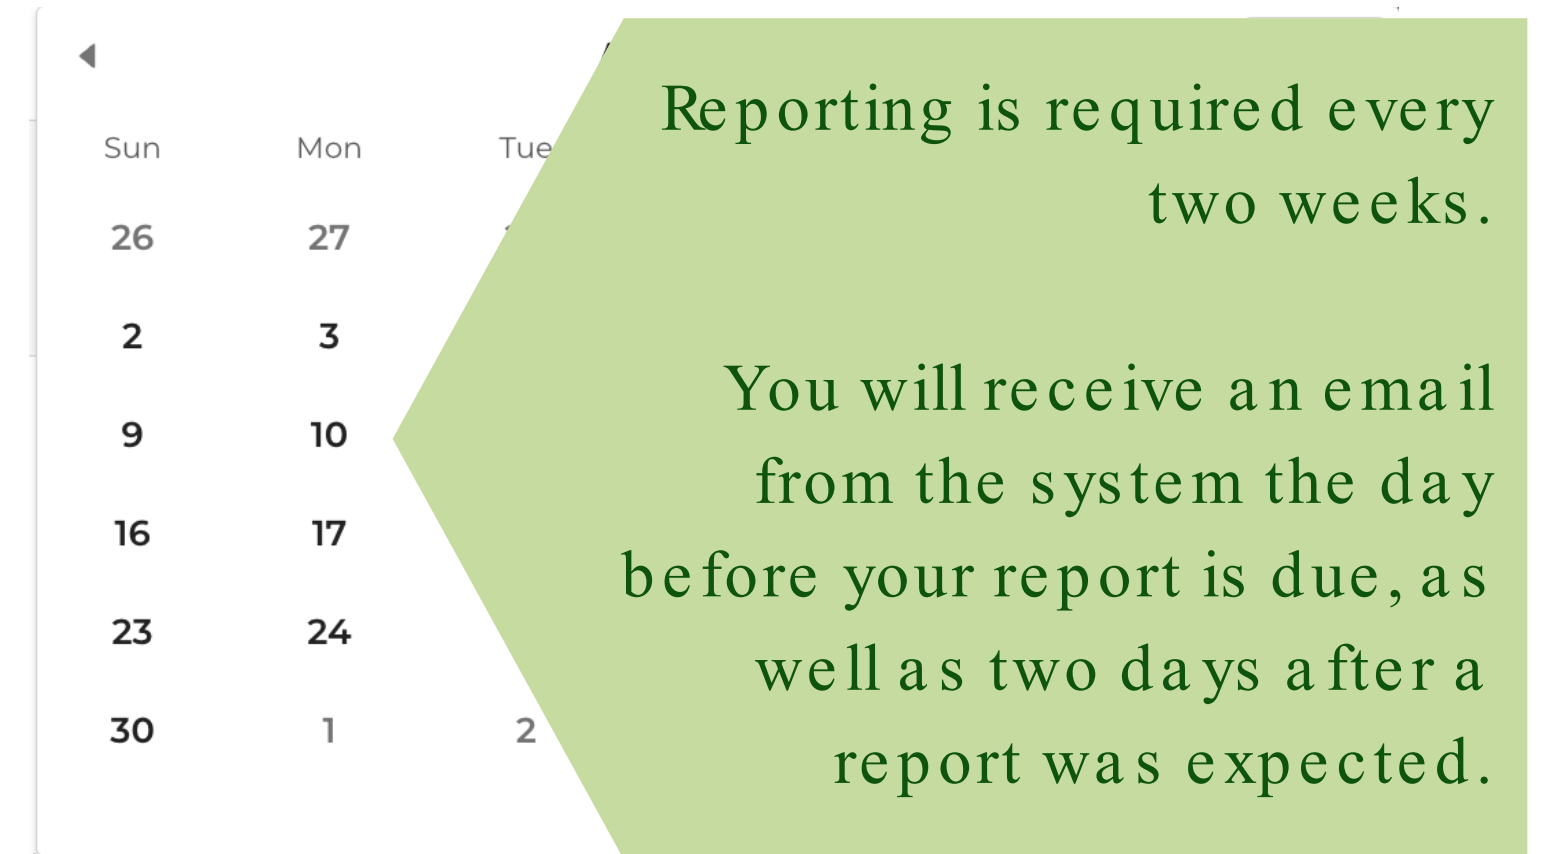 Sun Mon Tue
26 27
2 3
9 10
16 17
23 24
30 1 2
Reporting is required every
two weeks.
You will receive an email
from the system the day
before your report is due, as
well as two days after a
report was expected.